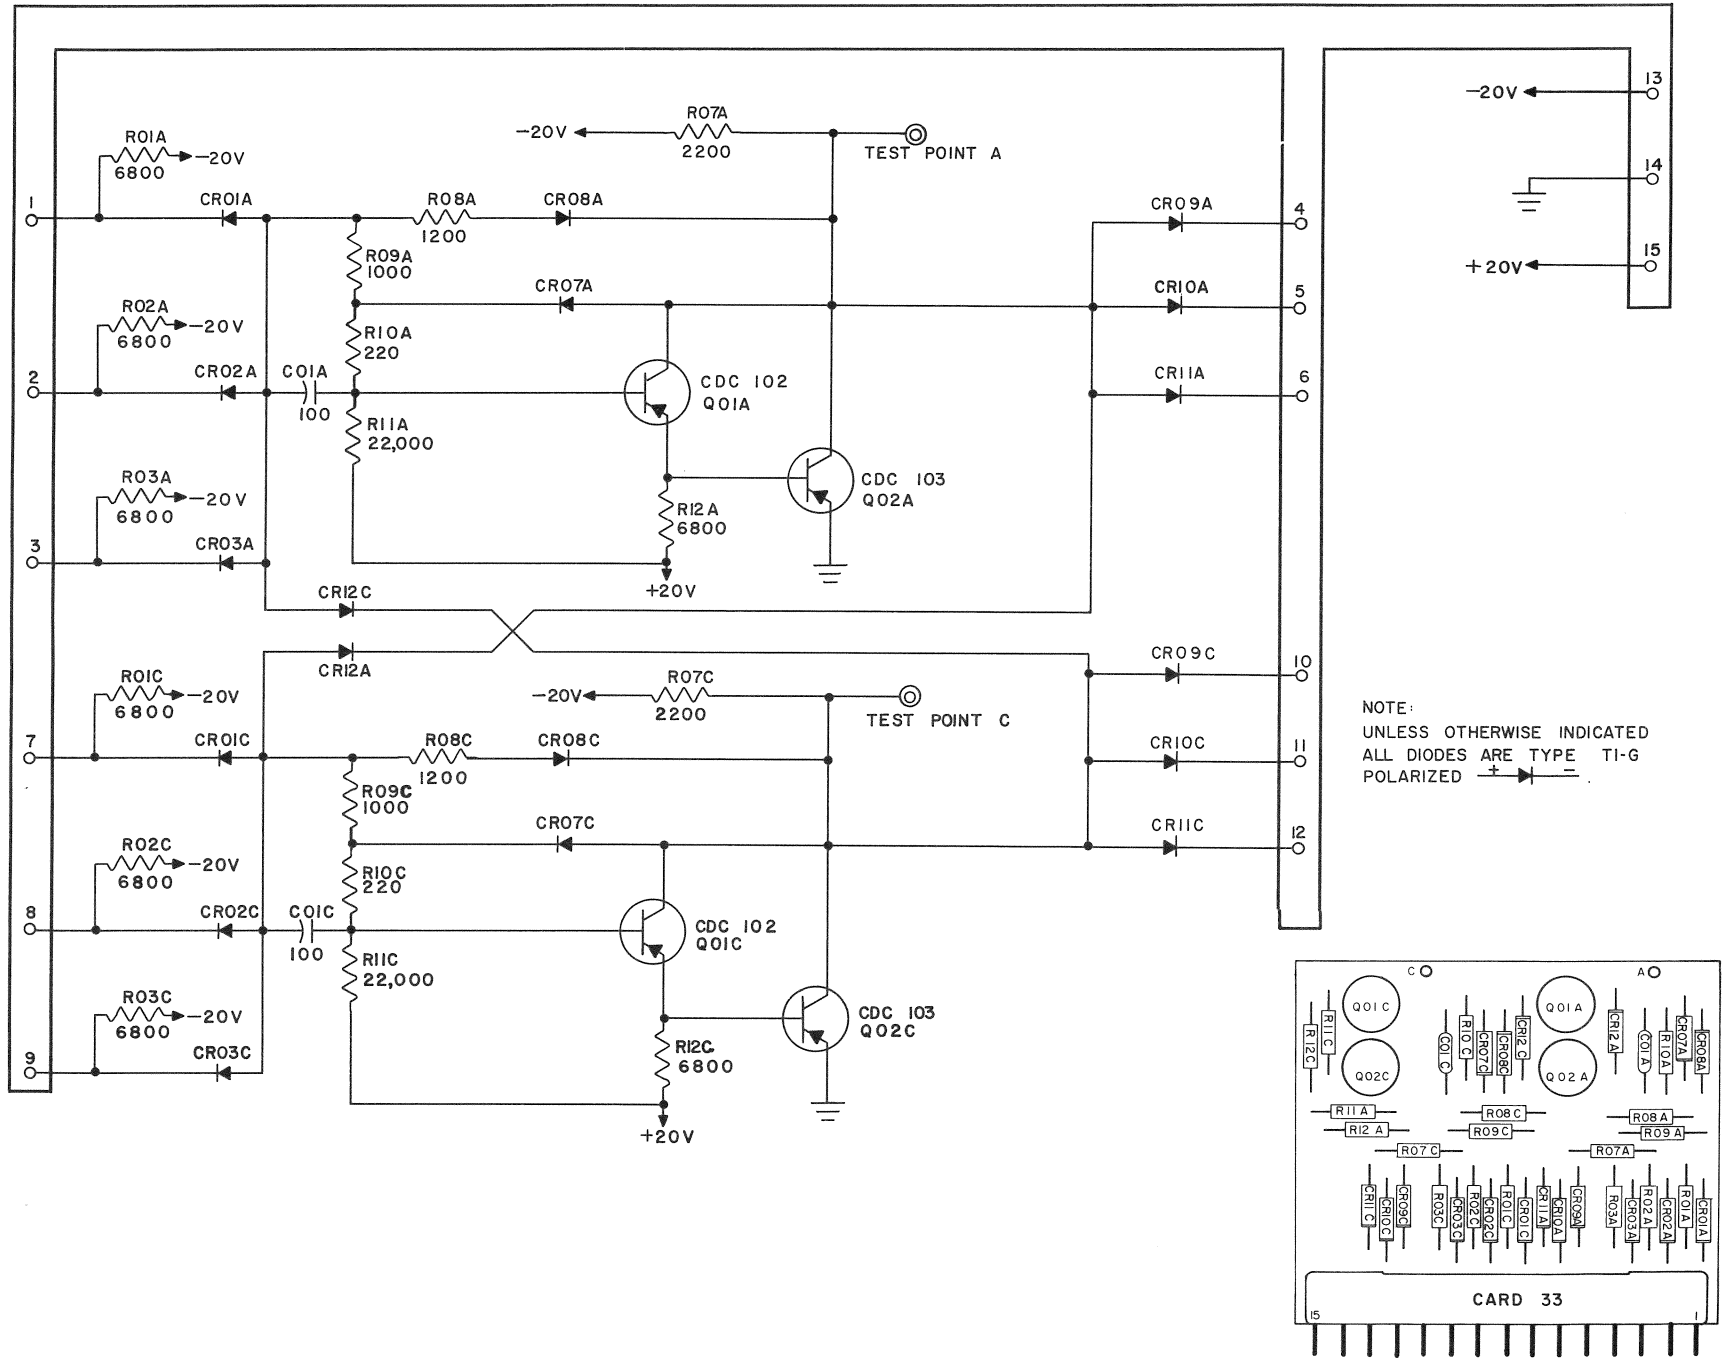 13
-20V
14
15
+20V
R01A
-20V
6800
1
CR01A
-20V
R07A
2200
TEST POINT A
R08A
1200
CR08A
R09A
1000
CR09A
4
R02A
-20V
6800
CR07A
R10A
220
CR10A
5
2
CR02A
C01A
100
CDC 102
Q01A
CR11A
6
R11A
22,000
R03A
-20V
6800
3
CR03A
CDC 103
Q02A
R12A
6800
+20V
CR12C
CR12A
R01C
-20V
6800
7
CR01C
-20V
R07C
2200
TEST POINT C
R08C
1200
CR08C
CR09C
10
R09C
1000
CR10C
11
R02C
-20V
6800
CR07C
R10C
220
CR11C
12
8
CR02C
C01C
100
CDC 102
Q01C
R11C
22,000
R03C
-20V
6800
9
CR03C
CDC 103
Q02C
R12C
6800
+20V
NOTE:
UNLESS OTHERWISE INDICATED
ALL DIODES ARE TYPE TI-G
POLARIZED + -
.
C
A
R12C
R11C
Q01C
Q02C
C01C
R10C
CR07C
CR08C
CR12C
Q01A
Q02A
CR12A
C01A
R10A
CR07A
CR08A
R11A
R12A
R08C
R09C
R08A
R09A
R07C
R07A
CR11C
CR10C
CR09C
R03C
CR03C
R02C
CR02C
R01C
CR01C
CR11A
CR10A
CR09A
R03A
CR03A
R02A
CR02A
R01A
CR01A
CARD 33
15
1